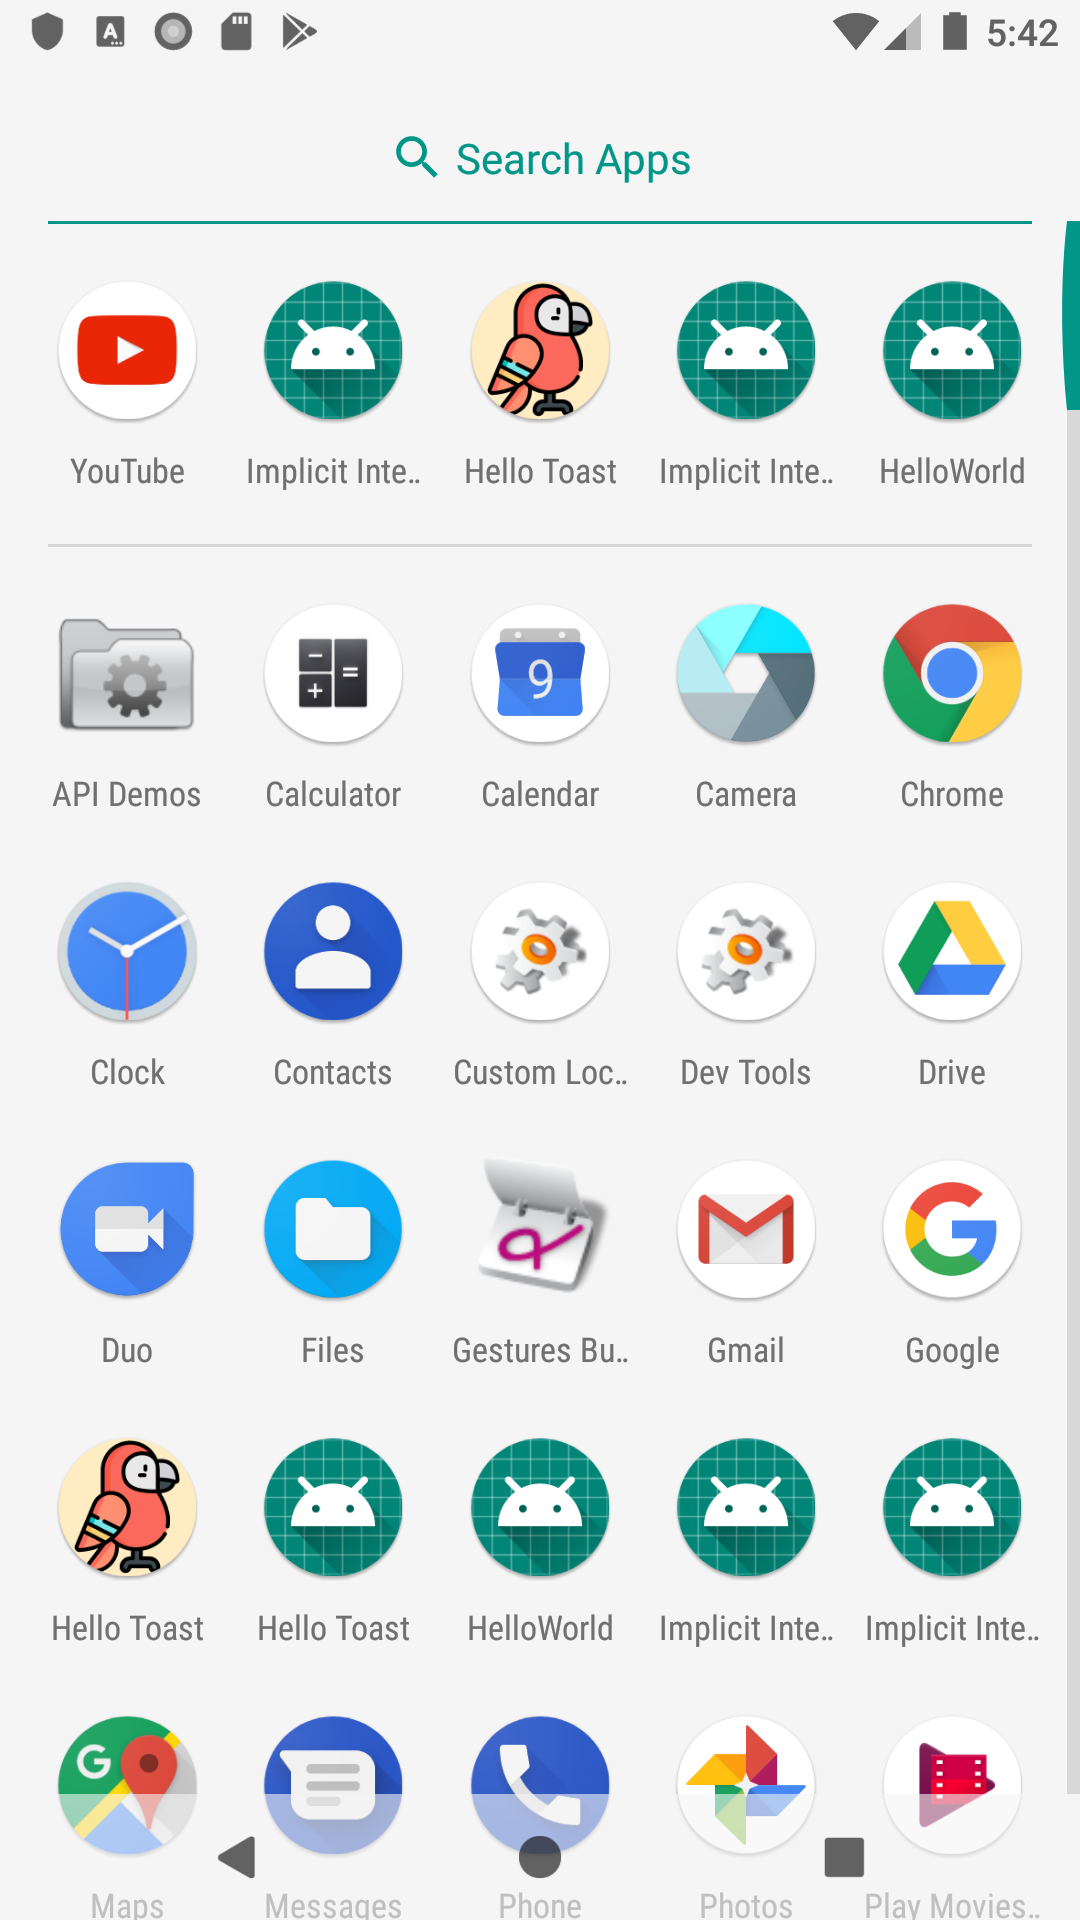 5:42
Search Apps
YouTube
Implicit Inte..
Hello Toast
Implicit Inte..
HelloWorld
API Demos
Calculator
9
Calendar
Camera
Chrome
Clock
Contacts
Custom Loc..
Dev Tools
Drive
Duo
Files
Gestures Bu..
Gmail
Google
Hello Toast
Hello Toast
HelloWorld
Implicit Inte..
Implicit Inte..
Maps
Messages
Phone
Photos
Play Movies..